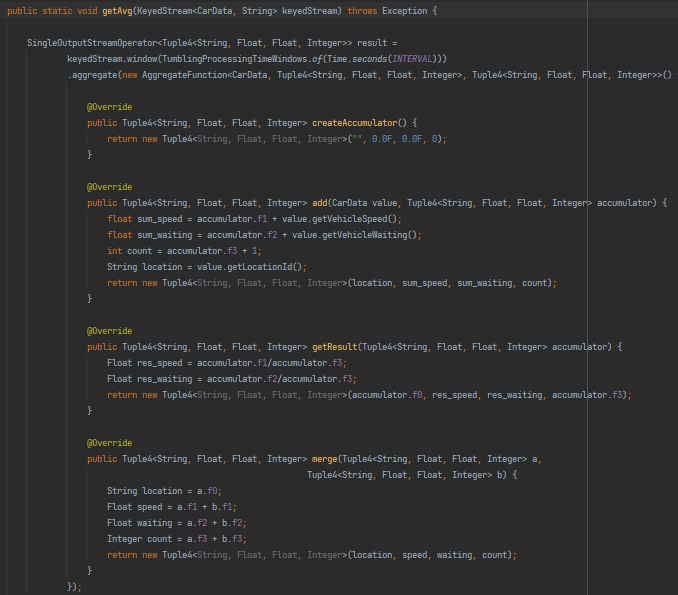 public static void getAvg(KeyedStream<CarData, String> keyedStream) throws Exception {
SingleOutputStreamOperator<Tuple4<String, Float, Float, Integer>> result =
keyedStream.window(TumblingProcessingTimeWindows.of(Time.seconds(INTERVAL)))
.aggregate(new AggregateFunction<CarData, Tuple4<String, Float, Float, Integer>, Tuple4<String, Float, Float, Integer>>()
@Override
public Tuple4<String, Float, Float, Integer> createAccumulator() {
return new Tuple4<String, Float, Float, Integer>("", 0.0F, 0.0F, 0);
}
@Override
public Tuple4<String, Float, Float, Integer> add(CarData value, Tuple4<String, Float, Float, Integer> accumulator) {
float sum_speed = accumulator.f1 + value.getVehicleSpeed();
float sum_waiting = accumulator.f2 + value.getVehicleWaiting();
int count = accumulator.f3 + 1;
String location = value.getLocationId();
return new Tuple4<String, Float, Float, Integer>(location, sum_speed, sum_waiting, count);
}
@Override
public Tuple4<String, Float, Float, Integer> getResult(Tuple4<String, Float, Float, Integer> accumulator) {
Float res_speed = accumulator.f1/accumulator.f3;
Float res_waiting = accumulator.f2/accumulator.f3;
return new Tuple4<String, Float, Float, Integer>(accumulator.f0, res_speed, res_waiting, accumulator.f3);
}
@Override
public Tuple4<String, Float, Float, Integer> merge(Tuple4<String, Float, Float, Integer> a,
Tuple4<String, Float, Float, Integer> b) {
String location = a.f0;
Float speed = a.f1 + b.f1;
Float waiting = a.f2 + b.f2;
Integer count = a.f3 + b.f3;
return new Tuple4<String, Float, Float, Integer>(location, speed, waiting, count);
}
});